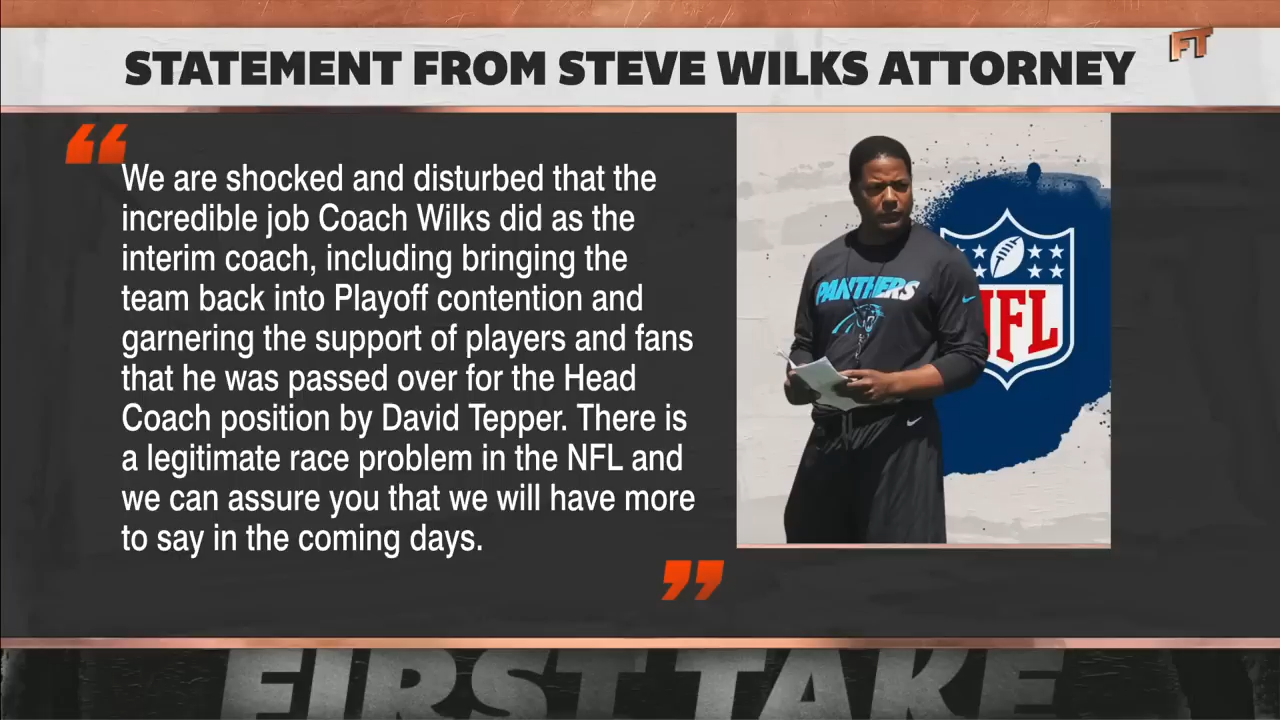 STATEMENT FROM STEVE WILKS ATTORNEY
FT
“
We are shocked and disturbed that the
incredible job Coach Wilks did as the
interim coach, including bringing the
team back into Playoff contention and
garnering the support of players and fans
that he was passed over for the Head
Coach position by David Tepper. There is
a legitimate race problem in the NFL and
we can assure you that we will have more
to say in the coming days.
”
PANTHERS
NFL
FIRST TAKE